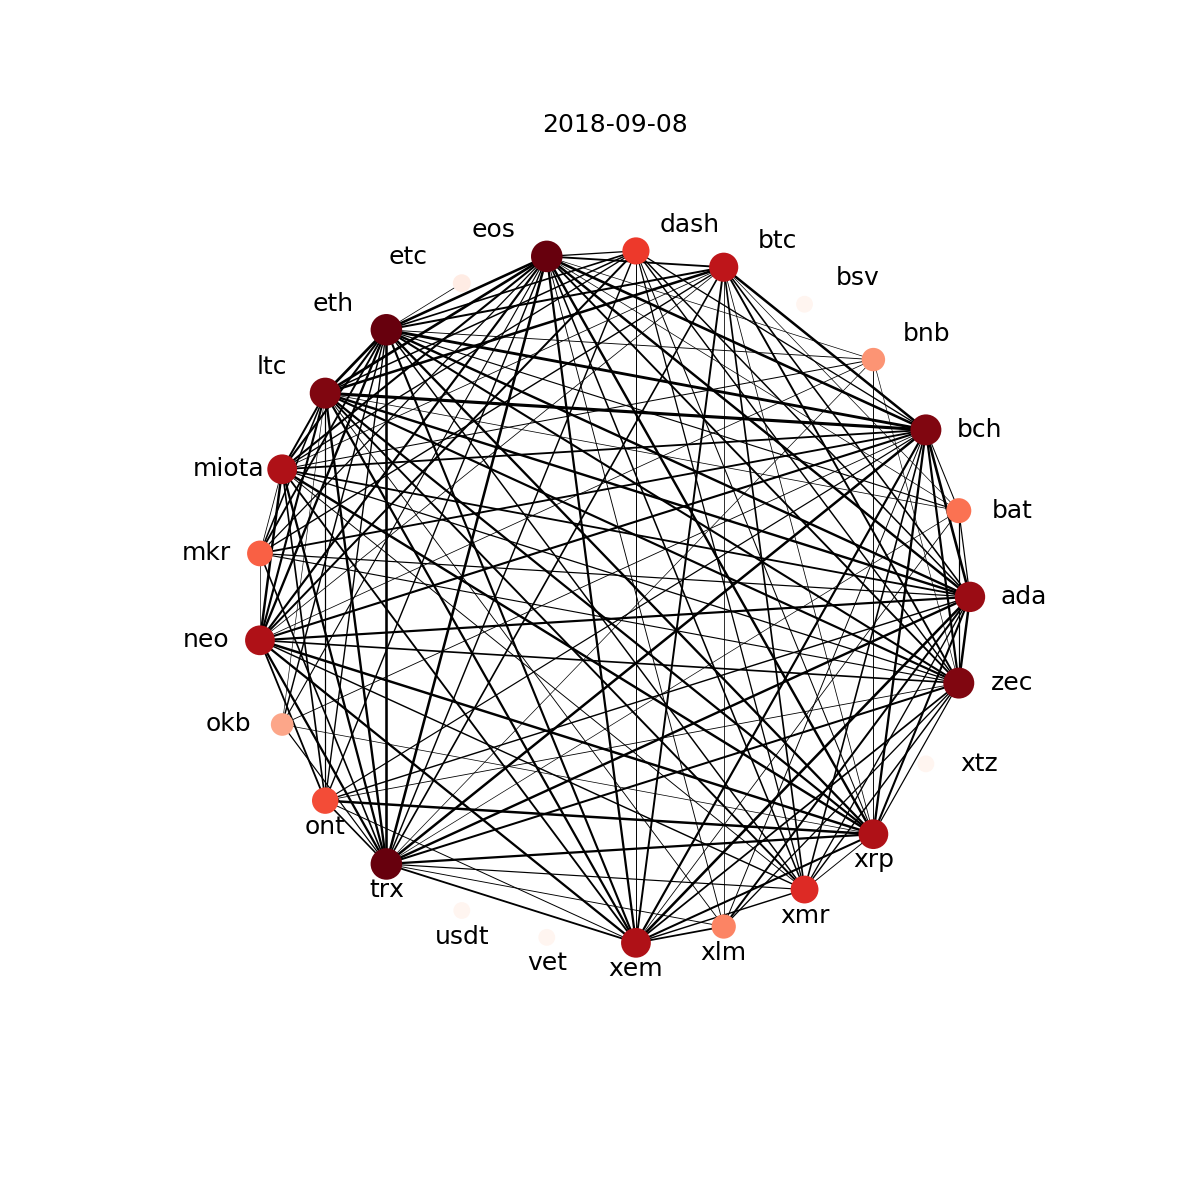 2018-09-08
dash
eos
btc
etc
bsv
eth
bnb
ltc
bch
miota
bat
mkr
ada
neo
zec
okb
xtz
ont
xrp
trx
xmr
usdt
xlm
vet
xem